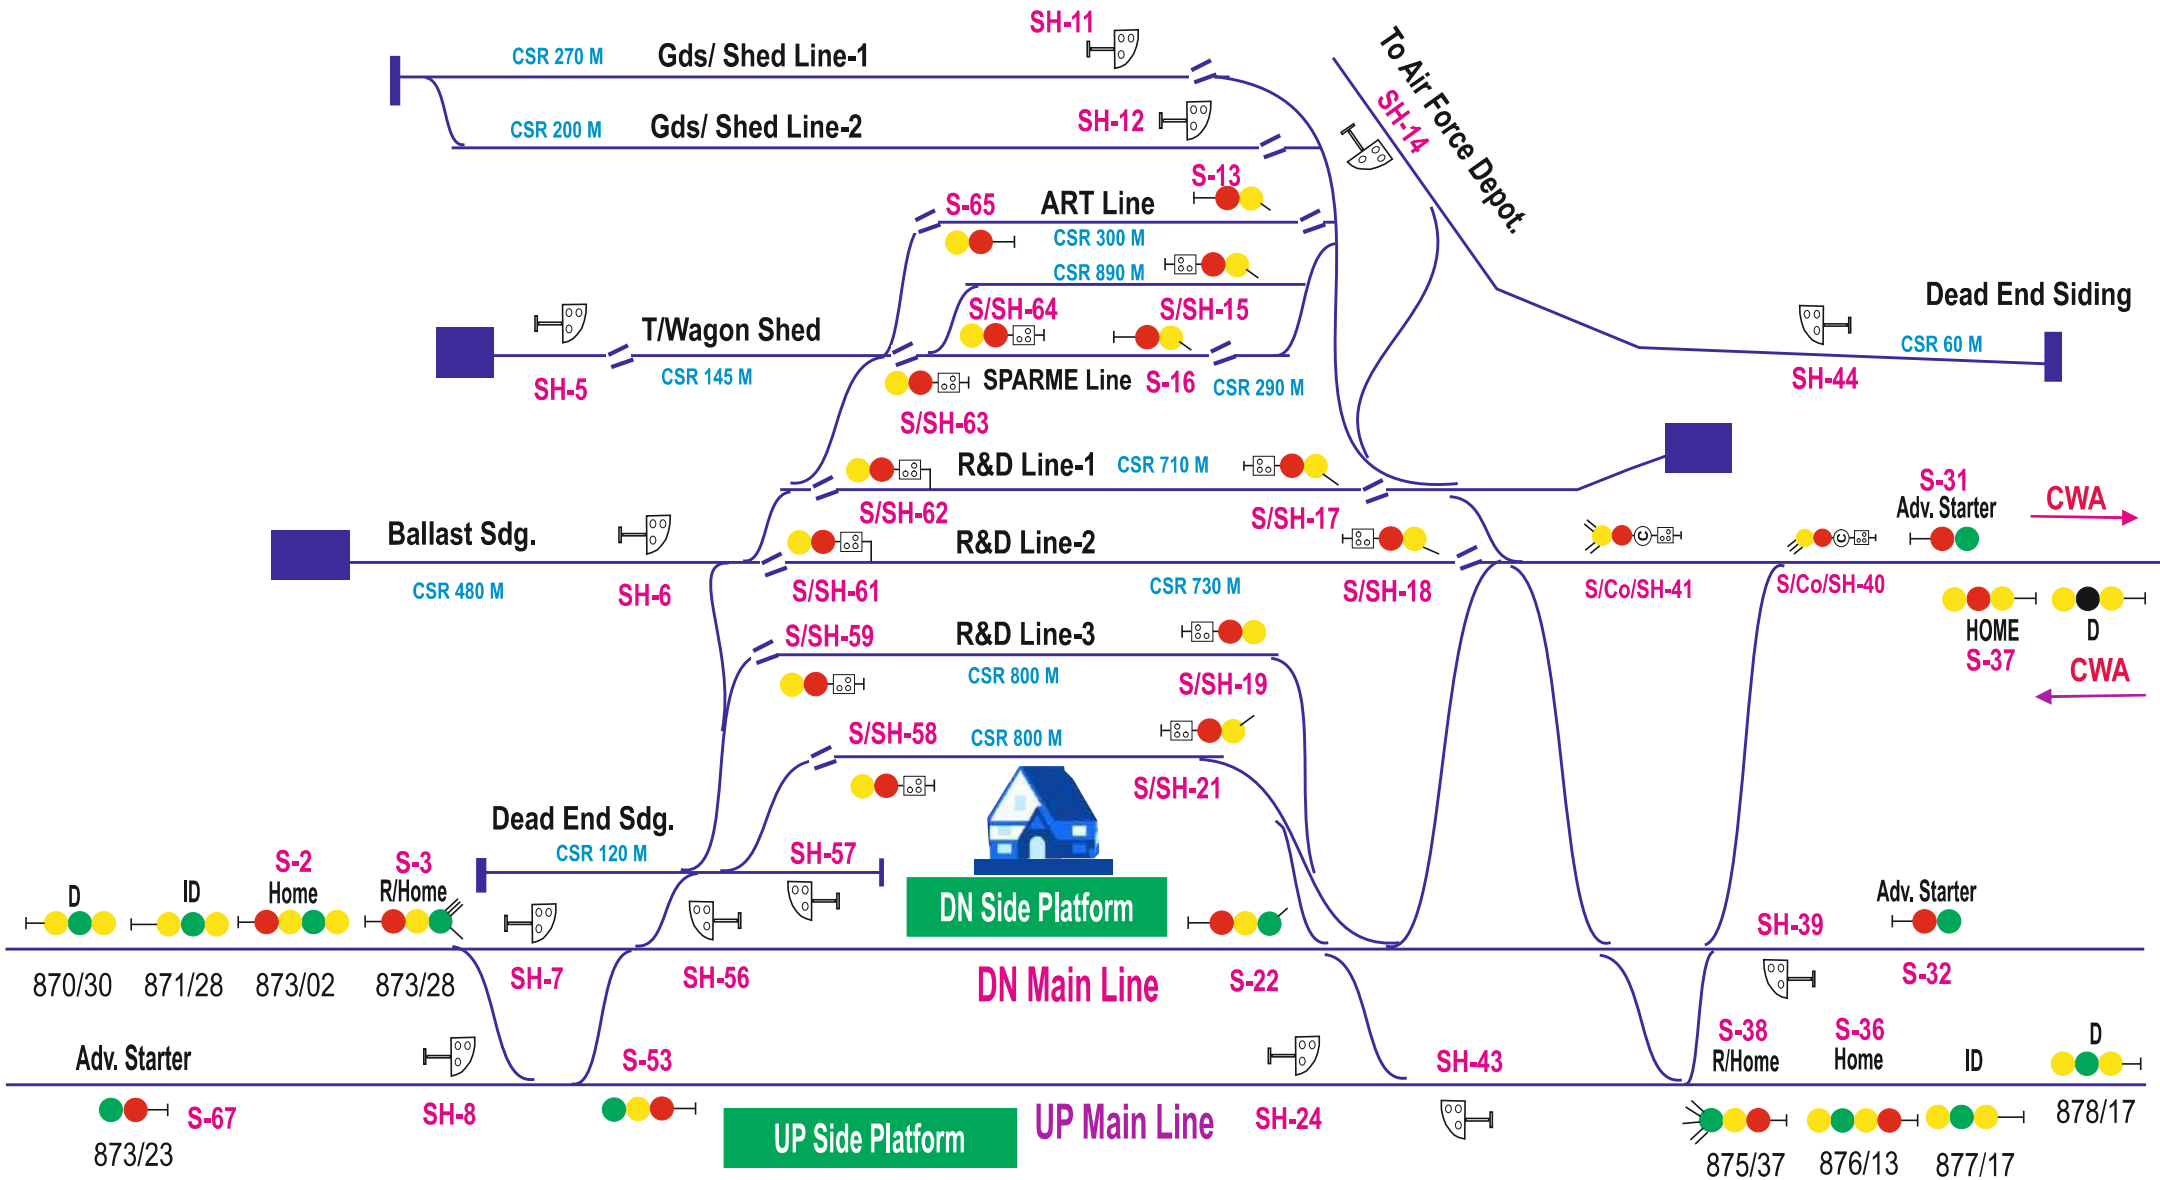 SH-11
CSR 270 M
Gds/ Shed Line-1
To Air Force Depot.
SH-14
CSR 200 M
Gds/ Shed Line-2
SH-12
S-13
S-65
ART Line
CSR 300 M
CSR 890 M
Dead End Siding
S/SH-64
S/SH-15
T/Wagon Shed
CSR 60 M
SH-5
CSR 145 M
SPARME Line
S-16
CSR 290 M
SH-44
S/SH-63
R&D Line-1
CSR 710 M
S-31
Adv. Starter
CWA
S/SH-62
S/SH-17
Ballast Sdg.
R&D Line-2
C
C
CSR 480 M
SH-6
S/SH-61
CSR 730 M
S/SH-18
S/Co/SH-41
S/Co/SH-40
S/SH-59
R&D Line-3
HOME
D
S-37
CWA
CSR 800 M
S/SH-19
S/SH-58
CSR 800 M
S/SH-21
Dead End Sdg.
CSR 120 M
SH-57
D
ID
S-2
Home
S-3
R/Home
DN Side Platform
Adv. Starter
SH-39
870/30
871/28
873/02
873/28
SH-7
SH-56
DN Main Line
S-22
S-32
Adv. Starter
S-53
SH-43
S-38
R/Home
S-36
Home
ID
D
S-67
SH-8
UP Side Platform
UP Main Line
SH-24
878/17
873/23
875/37
876/13
877/17